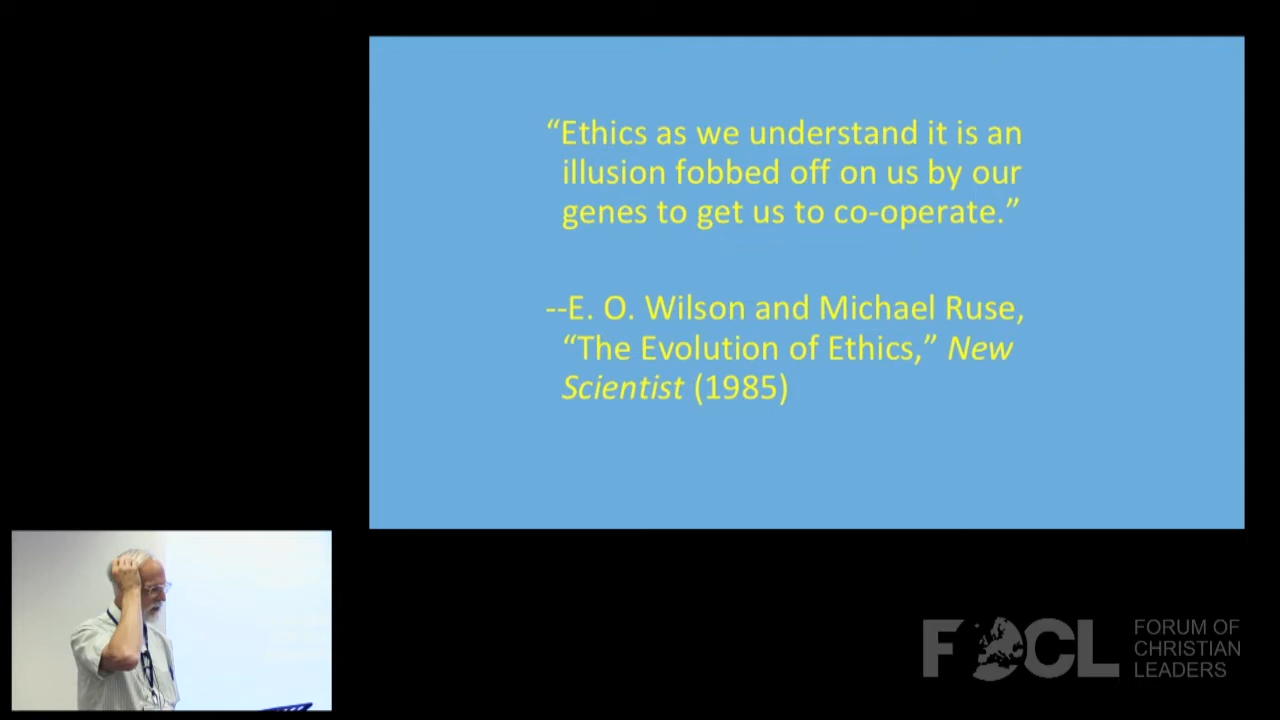 “Ethics as we understand it is an
illusion fobbed off on us by our
genes to get us to co-operate.”
--E. O. Wilson and Michael Ruse,
“The Evolution of Ethics,” New
Scientist (1985)
FOCL
FORUM OF
CHRISTIAN
LEADERS